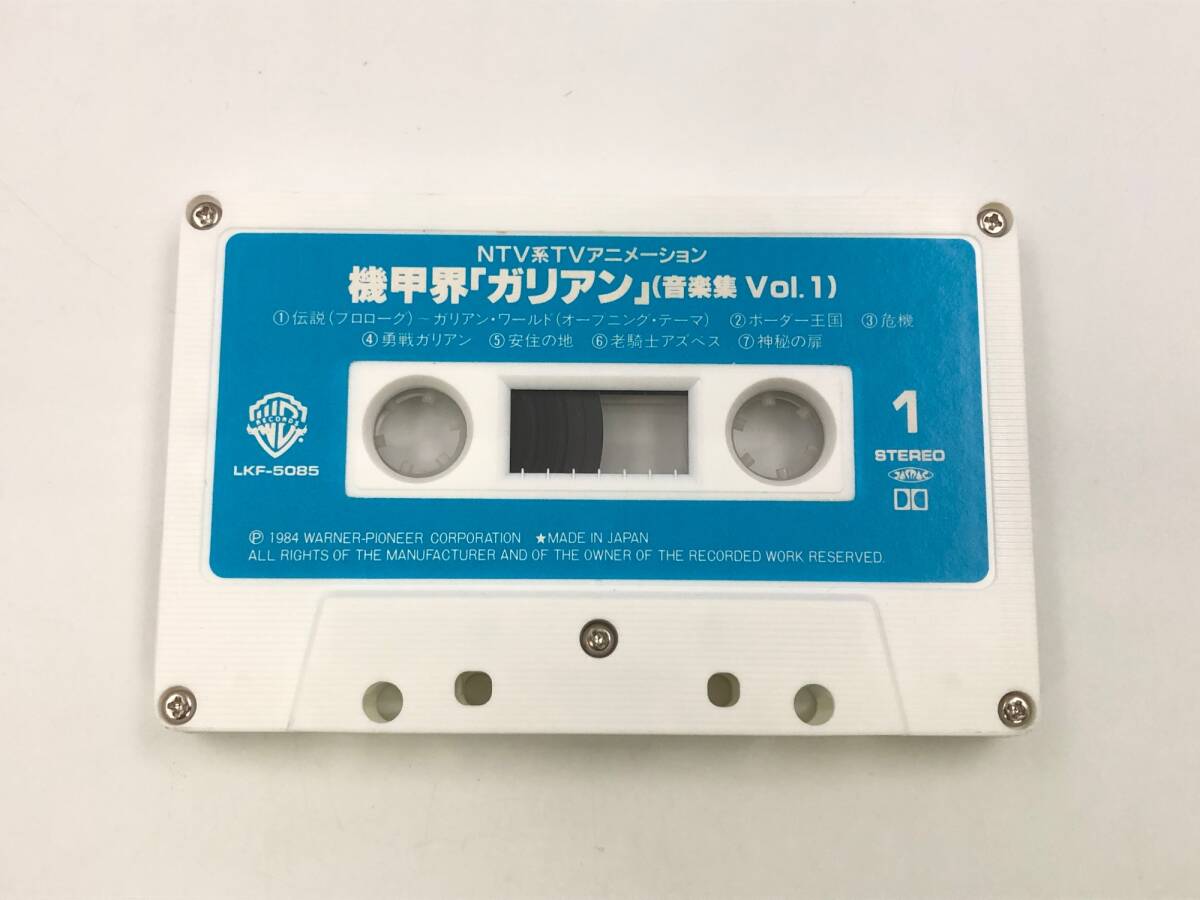 NTV系TVアニメーション
機甲界「ガリアン」(音楽集 Vol.1)
①伝説(プロローグ)~ガリアン・ワールド(オープニング・テーマ) ②ボーダー王国 ③危機
④勇戦ガリアン ⑤安住の地 ⑥老騎士アズベス ⑦神秘の扉
W RECORDS
LKF-5085
1
STEREO
JASRAC
Ⓟ 1984 WARNER-PIONEER CORPORATION ★MADE IN JAPAN
ALL RIGHTS OF THE MANUFACTURER AND OF THE OWNER OF THE RECORDED WORK RESERVED.